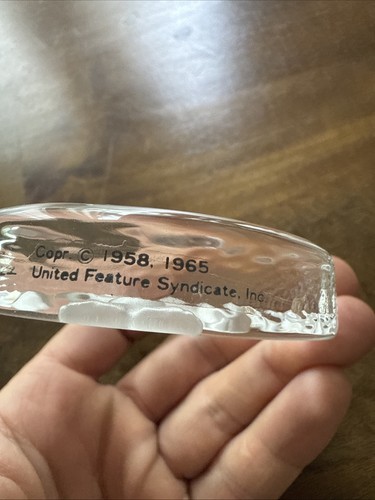 Copr. © 1958, 1965
United Feature Syndicate, Inc.